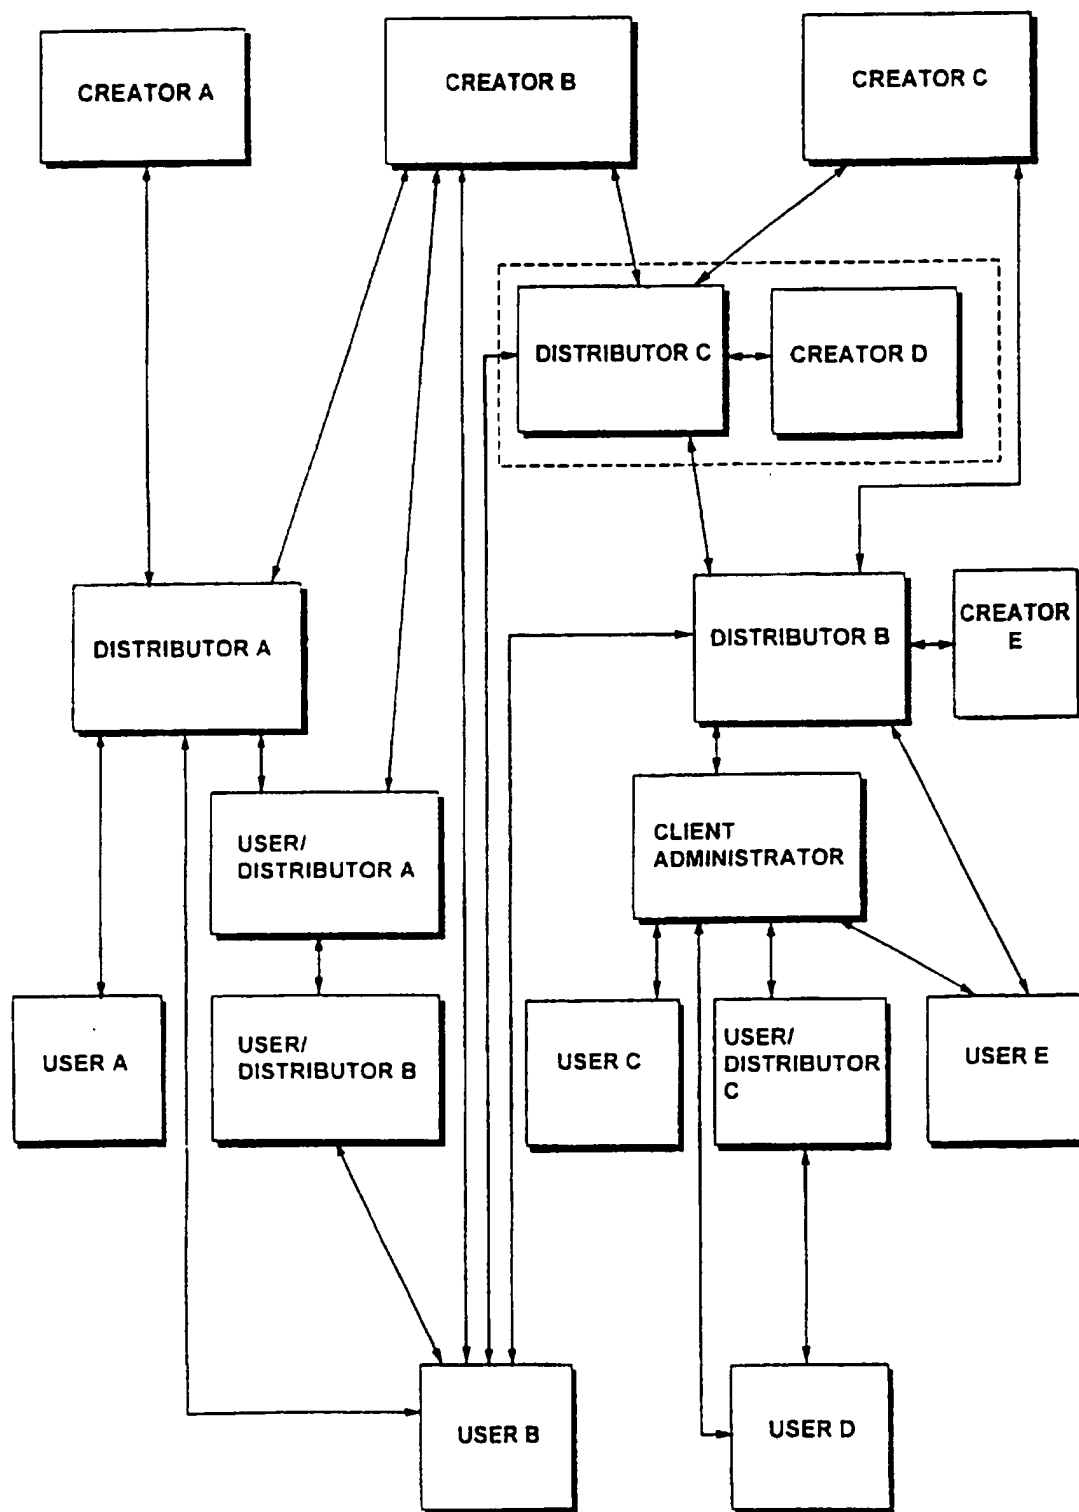 CREATOR A
CREATOR B
CREATOR C
DISTRIBUTOR C
CREATOR D
DISTRIBUTOR A
DISTRIBUTOR B
CREATOR
E
USER/
DISTRIBUTOR A
CLIENT
ADMINISTRATOR
USER A
USER/
DISTRIBUTOR B
USER C
USER/
DISTRIBUTOR
C
USER E
USER B
USER D